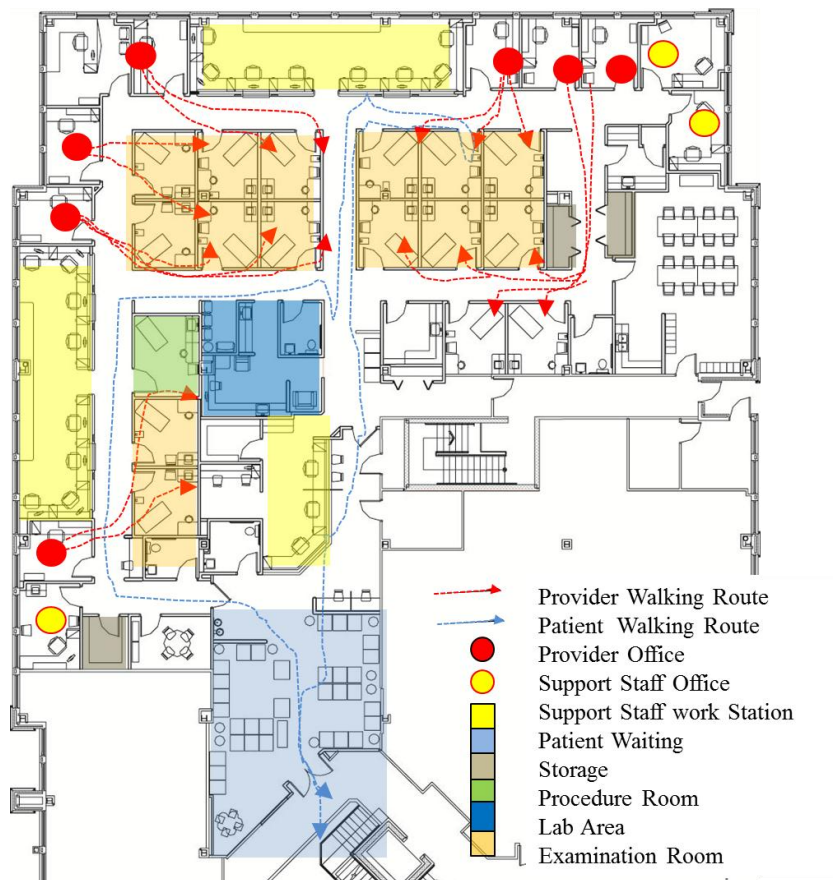 Provider Walking Route
Patient Walking Route
Provider Office
Support Staff Office
Support Staff work Station
Patient Waiting
Storage
Procedure Room
Lab Area
Examination Room